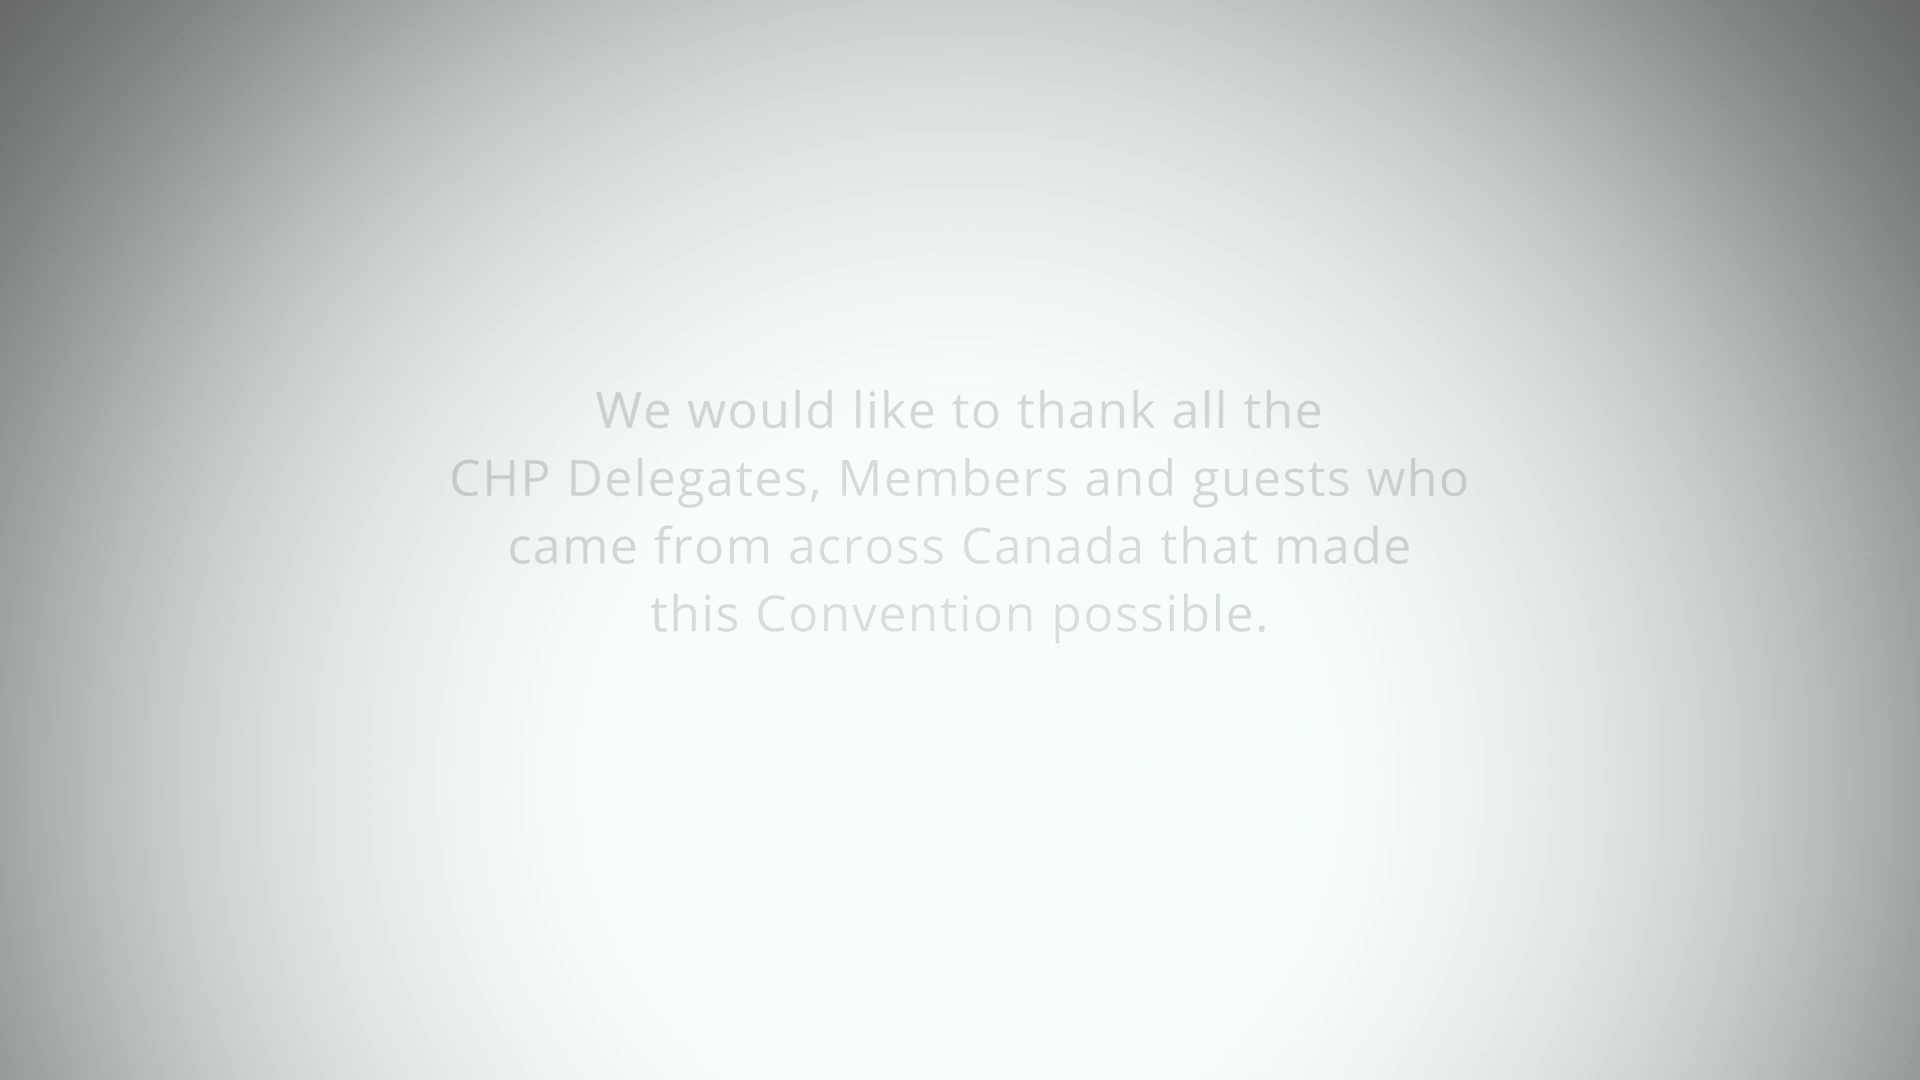 We would like to thank all the
CHP Delegates, Members and guests who
came from across Canada that made
this Convention possible.